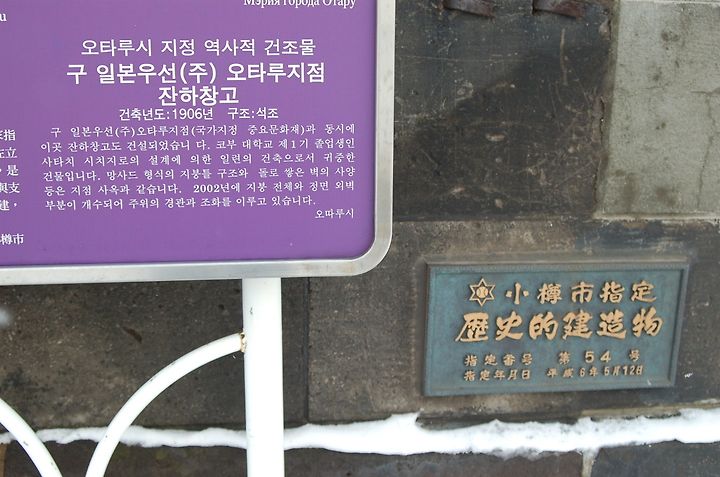 Мэрия города Отару
오타루시 지정 역사적 건조물
구 일본우선(주) 오타루지점
잔하창고
건축년도:1906년 구조:석조
구 일본우선(주)오타루지점(국가지정 중요문화재)과 동시에
이곳 잔하창고도 건설되었습니 다. 코부 대학교 제1기 졸업생인
사타치 시치지로의 설계에 의한 일련의 건축으로서 귀중한
건물입니다. 망사드 형식의 지붕틀 구조와 돌로 쌓은 벽의 사양
등은 지점 사옥과 같습니다. 2002년에 지붕 전체와 정면 외벽
부분이 개수되어 주위의 경관과 조화를 이루고 있습니다.
오따루시
指
立
，是
與支
建，
樽市
小樽市指定
歴史的建造物
指定番号 第54号
指定年月日 平成6年5月12日